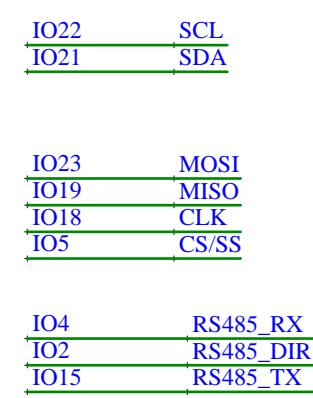 IO22 SCL
IO21 SDA
IO23 MOSI
IO19 MISO
IO18 CLK
IO5 CS/SS
IO4 RS485_RX
IO2 RS485_DIR
IO15 RS485_TX